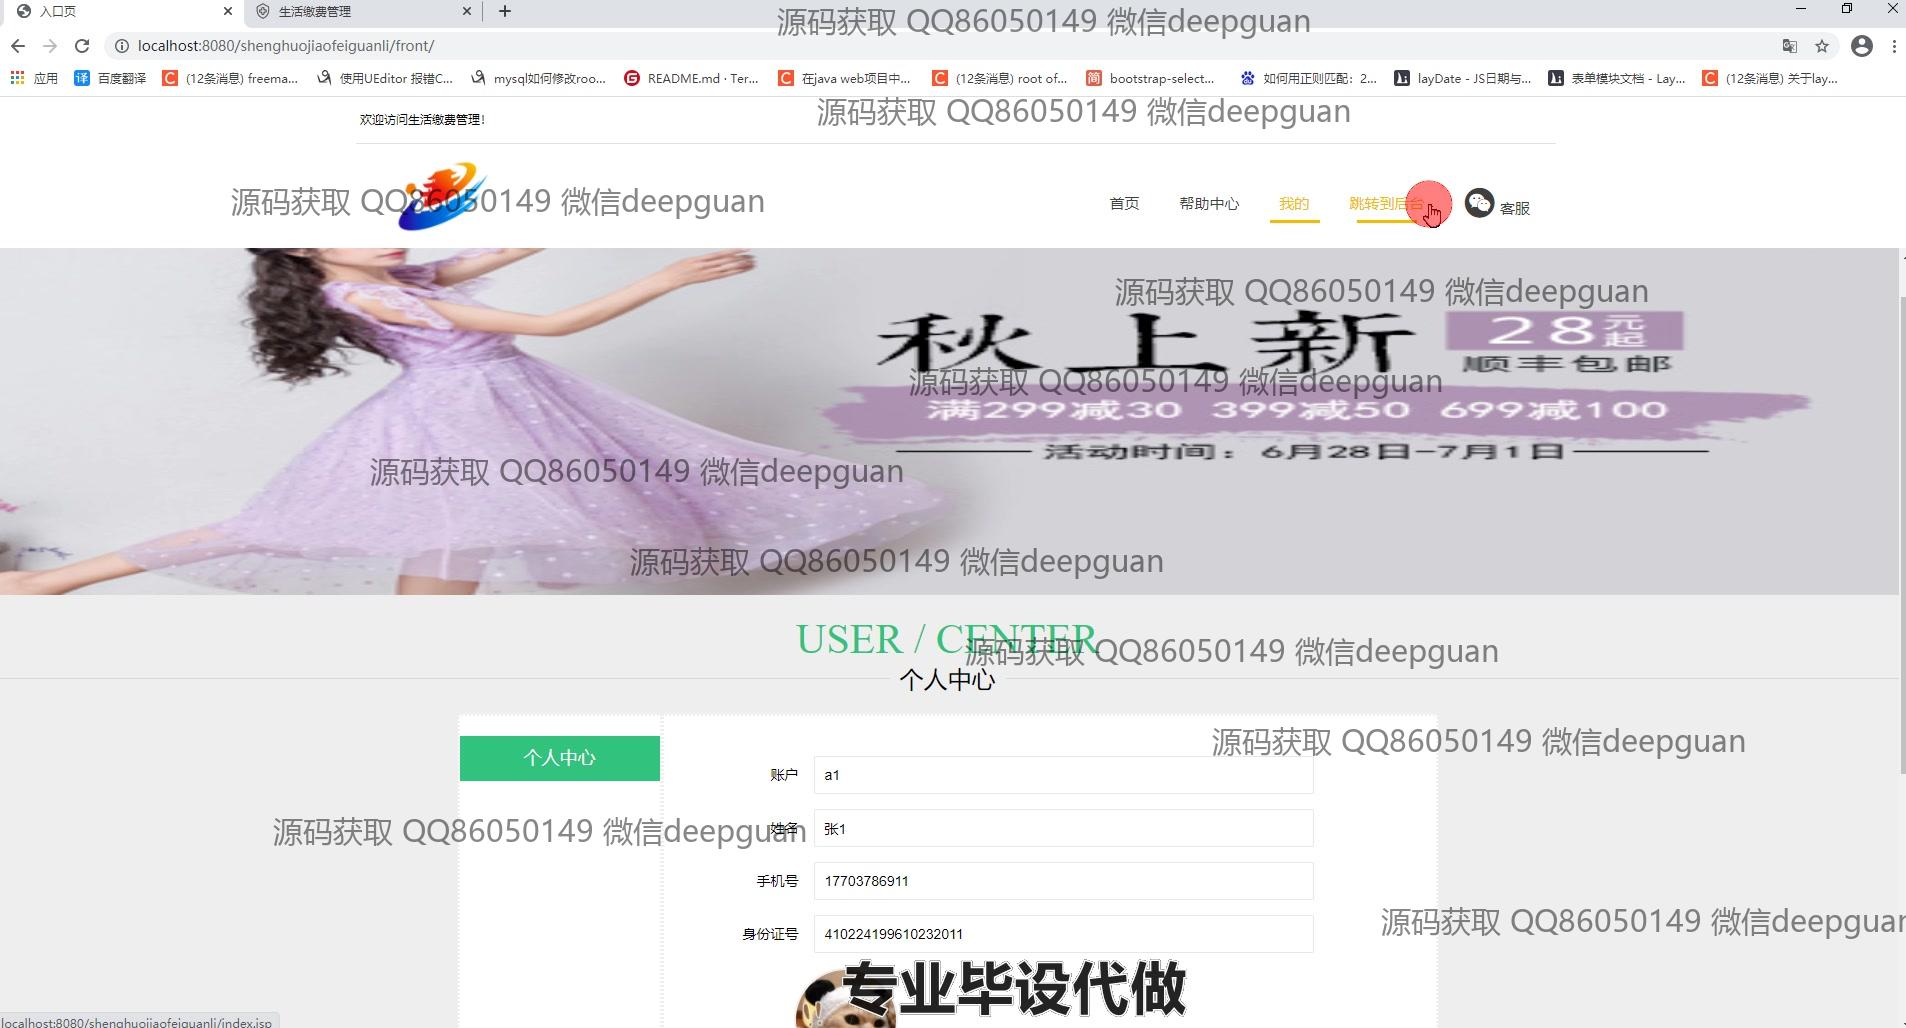 入口页
生活缴费管理
源码获取 QQ86050149 微信deepguan
localhost:8080/shenghuojiaofeiguanli/front/
应用
百度翻译
(12条消息) freema...
使用UEditor 报错C...
mysql如何修改roo...
README.md · Ter...
在java web项目中...
(12条消息) root of...
bootstrap-select...
如何用正则匹配：2...
layDate - JS日期与...
表单模块文档 - Lay...
(12条消息) 关于lay...
源码获取 QQ86050149 微信deepguan
欢迎访问生活缴费管理!
源码获取 QQ86050149 微信deepguan
首页
帮助中心
我的
跳转到后台
客服
源码获取 QQ86050149 微信deepguan
秋上新
28元起
顺丰包邮
源码获取 QQ86050149 微信deepguan
满299减30 399减50 699减100
活动时间：6月28日-7月1日
源码获取 QQ86050149 微信deepguan
源码获取 QQ86050149 微信deepguan
USER / CENTER
源码获取 QQ86050149 微信deepguan
个人中心
源码获取 QQ86050149 微信deepguan
个人中心
账户
a1
源码获取 QQ86050149 微信deepguan
姓名
张1
手机号
17703786911
源码获取 QQ86050149 微信deepguan
身份证号
410224199610232011
专业毕设代做
localhost:8080/shenghuojiaofeiguanli/index.jsp